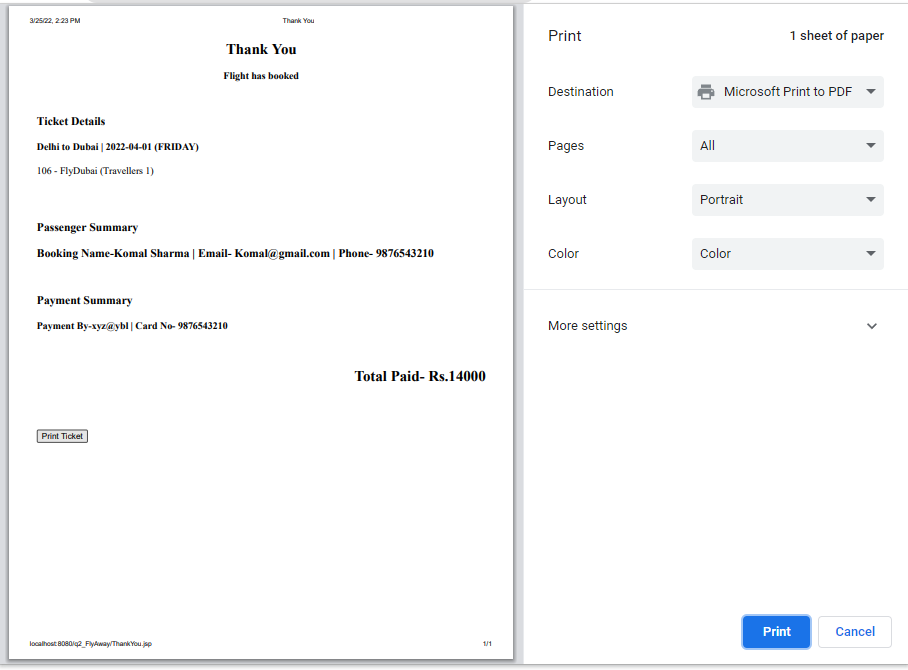 3/25/22, 2:23 PM
Thank You
Thank You
Flight has booked
Ticket Details
Delhi to Dubai | 2022-04-01 (FRIDAY)
106 - FlyDubai (Travellers 1)
Passenger Summary
Booking Name-Komal Sharma | Email- Komal@gmail.com | Phone- 9876543210
Payment Summary
Payment By-xyz@ybl | Card No- 9876543210
Total Paid- Rs.14000
Print Ticket
localhost:8080/q2_FlyAway/ThankYou.jsp
1/1
Print
1 sheet of paper
Destination
Microsoft Print to PDF
Pages
All
Layout
Portrait
Color
Color
More settings
Print
Cancel